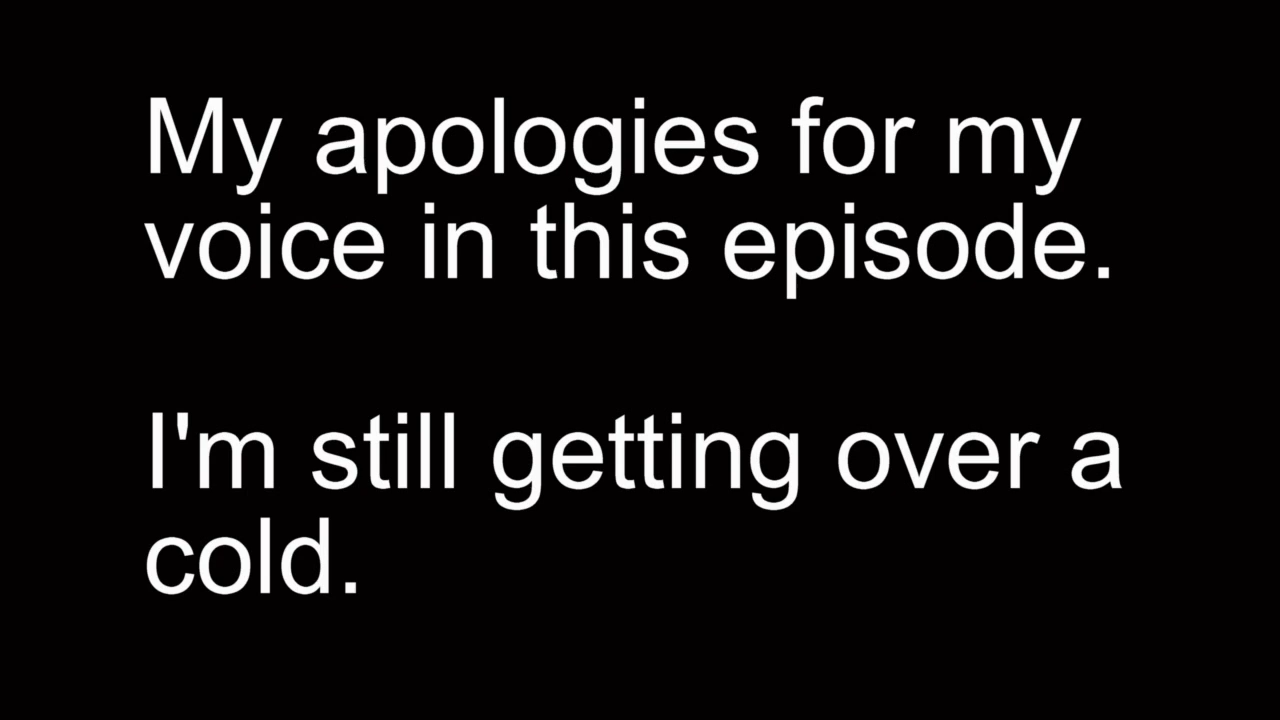 My apologies for my
voice in this episode.
I'm still getting over a
cold.